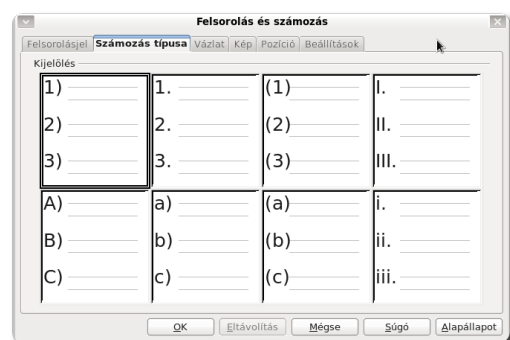 Felsorolás és számozás
Felsorolásjel Számozás típusa Vázlat Kép Pozíció Beállítások
Kijelölés
1) 1. (1) I.
2) 2. (2) II.
3) 3. (3) III.
A) a) (a) i.
B) b) (b) ii.
C) c) (c) iii.
OK Eltávolítás Mégse Súgó Alapállapot